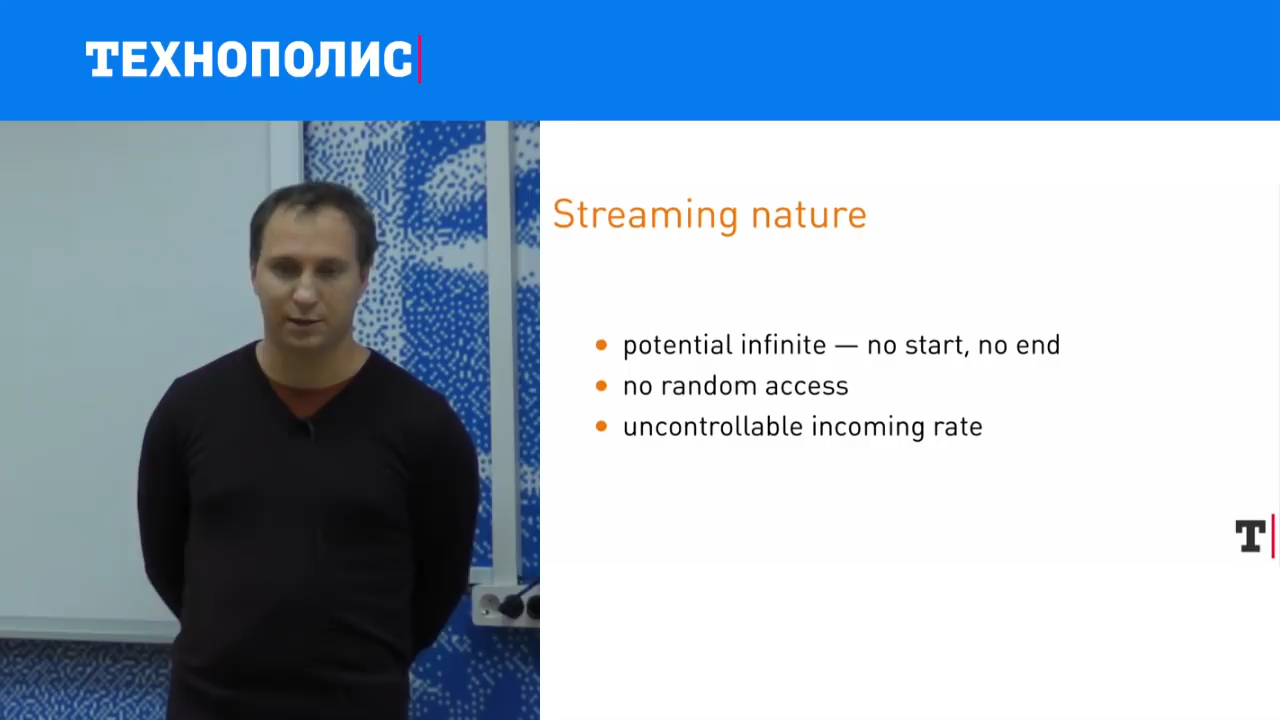 ТЕХНОПОЛИС
Streaming nature
potential infinite — no start, no end
no random access
uncontrollable incoming rate
Т